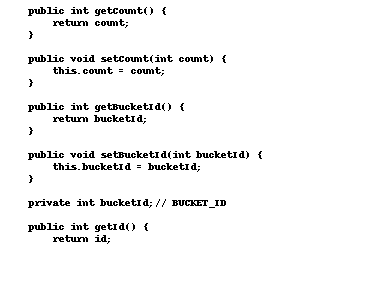 public int getCount() {
return count;
}
public void setCount(int count) {
this.count = count;
}
public int getBucketId() {
return bucketId;
}
public void setBucketId(int bucketId) {
this.bucketId = bucketId;
}
private int bucketId; // BUCKET_ID
public int getId() {
return id;